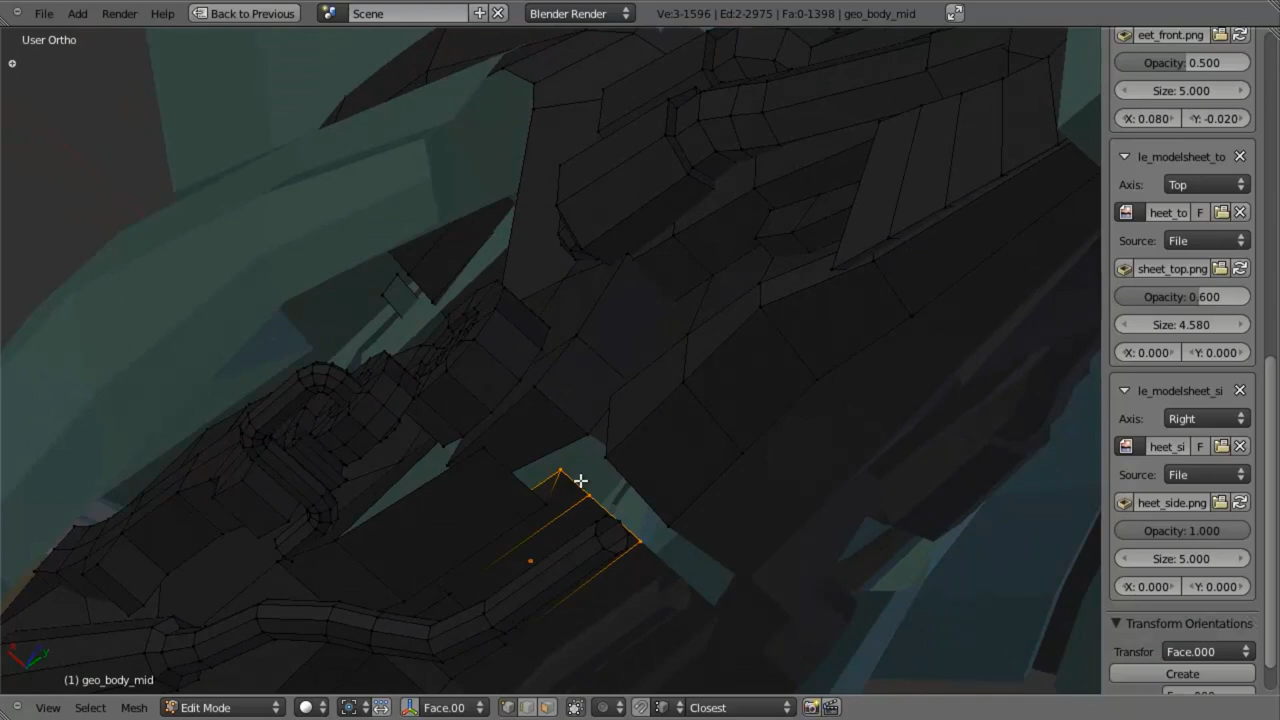 File Add Render Help Back to Previous Scene Blender Render Ve:3-1596 | Ed:2-2975 | Fa:0-1398 | geo_body_mid
User Ortho
eet_front.png
Opacity: 0.500
Size: 5.000
X: 0.080 Y: -0.020
le_modelsheet_to
Axis: Top
heet_to F
Source: File
sheet_top.png
Opacity: 0.600
Size: 4.580
X: 0.000 Y: 0.000
le_modelsheet_si
Axis: Right
heet_si F
Source: File
heet_side.png
Opacity: 1.000
Size: 5.000
X: 0.000 Y: 0.000
Transform Orientations
Transfor Face.000
Create
(1) geo_body_mid
View Select Mesh Edit Mode Face.00 Closest